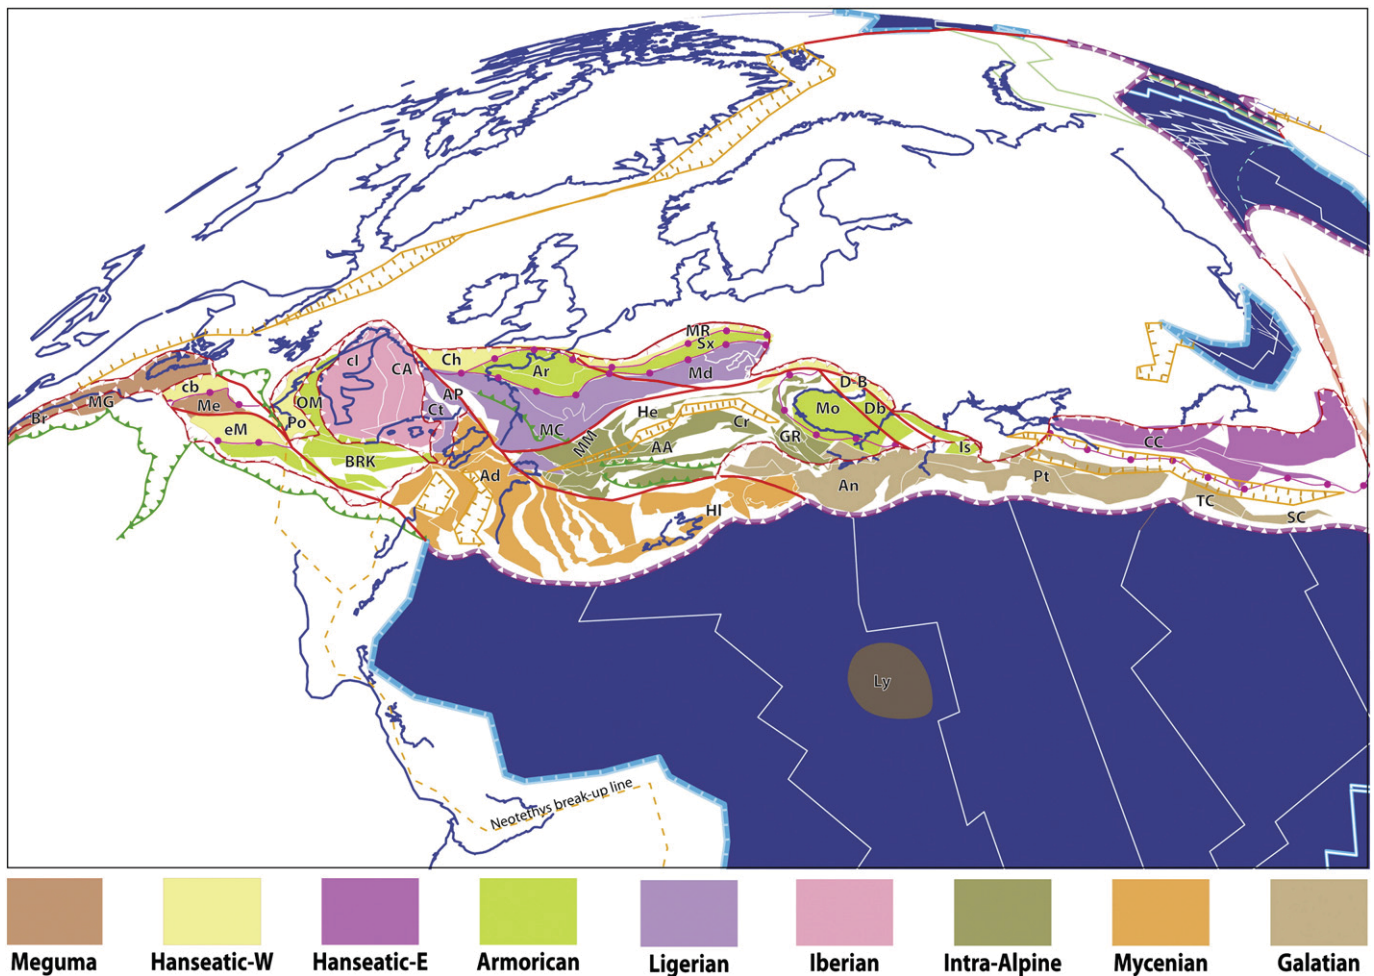 MR
Sx
cl
Ch
CA
Ar
Md
cb
D-B
MG
Me
OM
AP
Ct
Mo
Db
Br
Po
eM
MC
He
Cr
GR
CC
MM
AA
Is
BRK
Ad
An
Pt
HI
TC
SC
Ly
Neotethys break-up line
Meguma
Hanseatic-W
Hanseatic-E
Armorican
Ligerian
Iberian
Intra-Alpine
Mycenian
Galatian